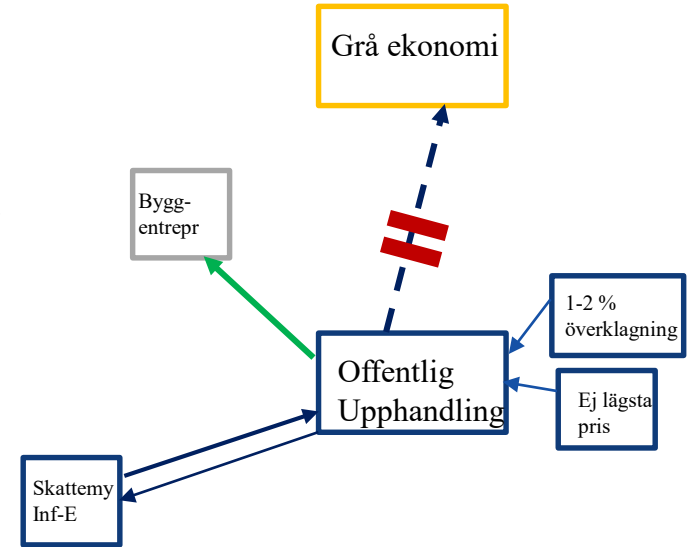 Grå ekonomi
Bygg-
entrepr
1-2 %
överklagning
Offentlig
Upphandling
Ej lägsta
pris
Skattemy
Inf-E